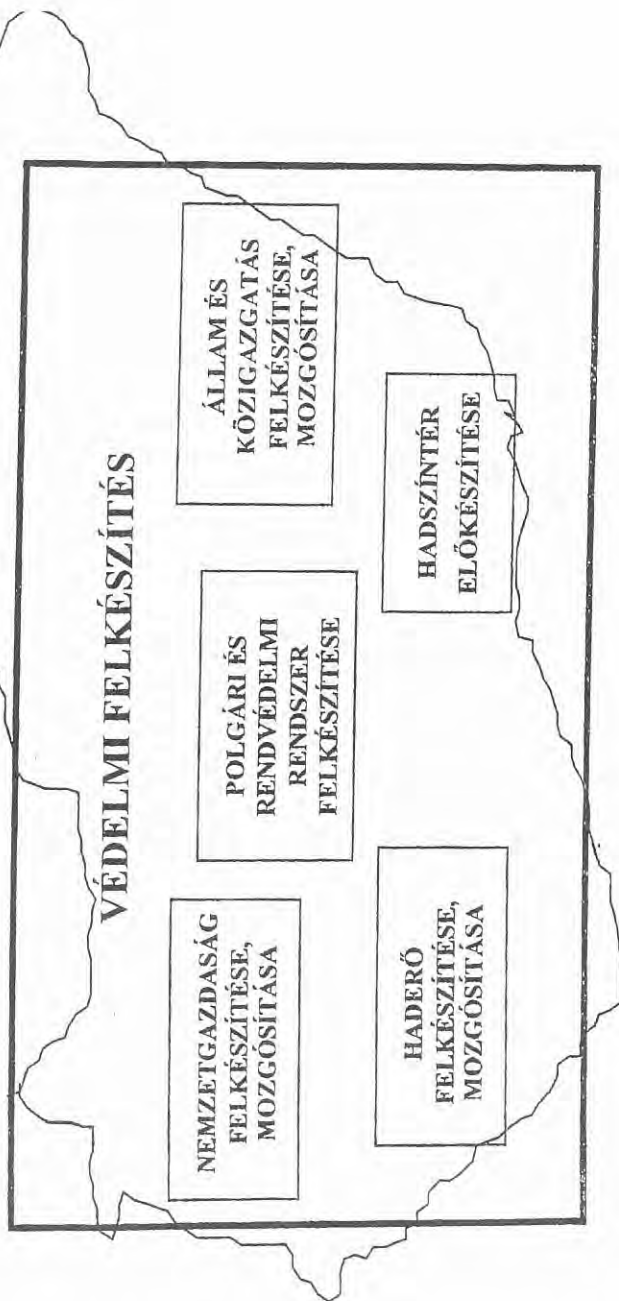 VÉDELMI FELKÉSZÍTÉS
NEMZETGAZDASÁG
FELKÉSZÍTÉSE,
MOZGÓSÍTÁSA
POLGÁRI ÉS
RENDVÉDELMI
RENDSZER
FELKÉSZÍTÉSE
ÁLLAM ÉS
KÖZIGAZGATÁS
FELKÉSZÍTÉSE,
MOZGÓSÍTÁSA
HADERŐ
FELKÉSZÍTÉSE,
MOZGÓSÍTÁSA
HADSZÍNTÉR
ELŐKÉSZÍTÉSE